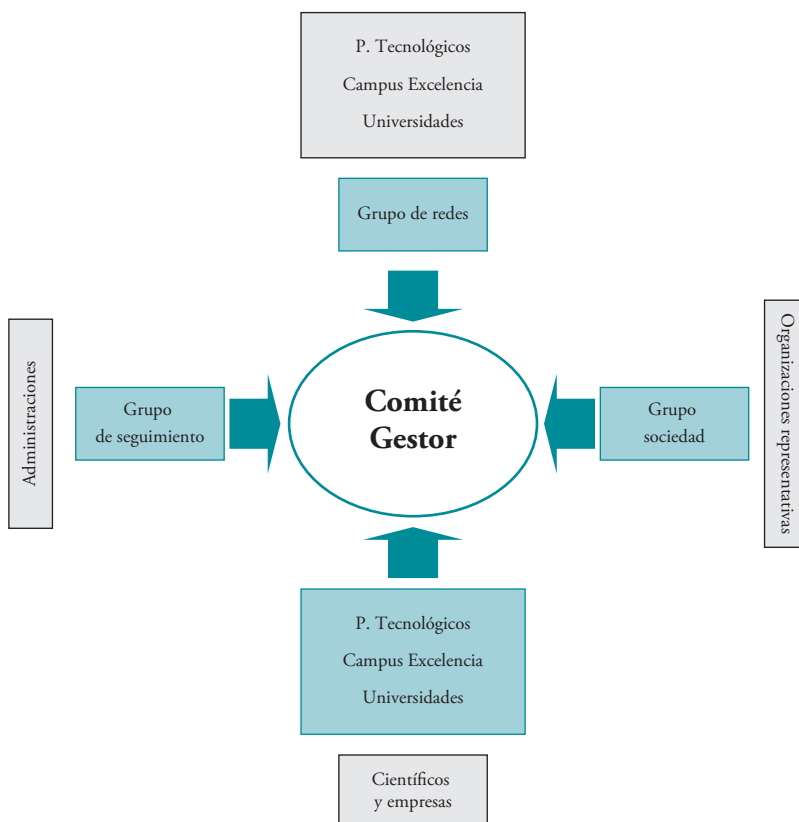 P. Tecnológicos
Campus Excelencia
Universidades
Grupo de redes
Administraciones
Grupo
de seguimiento
Comité
Gestor
Grupo
sociedad
Organizaciones representativas
P. Tecnológicos
Campus Excelencia
Universidades
Científicos
y empresas